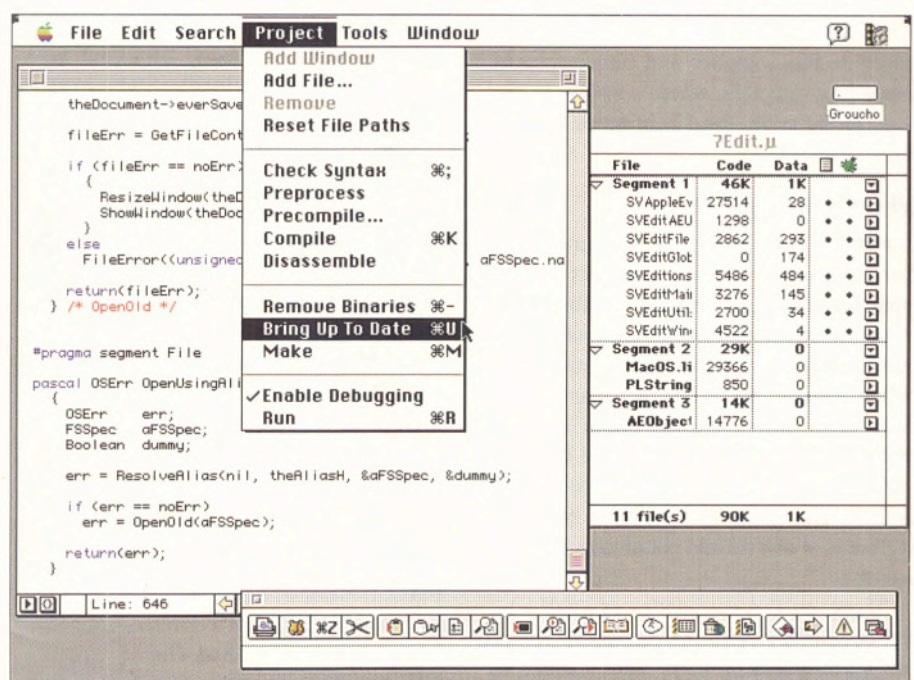 File Edit Search Project Tools Window
Add Window
Add File...
Remove
Reset File Paths
Check Syntax ⌘;
Preprocess
Precompile...
Compile ⌘K
Disassemble
Remove Binaries ⌘-
Bring Up To Date ⌘U
Make ⌘M
✓Enable Debugging
Run ⌘R
theDocument->everSave
fileErr = GetFileCont
if (fileErr == noErr)
{
ResizeWindow(theD
ShowWindow(theDoc
}
else
FileError((unsigned , aFSSpec.na
return(fileErr);
} /* OpenOld */
#pragma segment File
pascal OSErr OpenUsingAli
{
OSErr err;
FSSpec aFSSpec;
Boolean dummy;
err = ResolveAlias(nil, theAliasH, &aFSSpec, &dummy);
if (err == noErr)
err = OpenOld(aFSSpec);
return(err);
}
Line: 646
Groucho
7Edit.µ
File Code Data
Segment 1 46K 1K
SVAppleEv 27514 28
SVEditAEU 1298 0
SVEditFile 2862 293
SVEditGlob 0 174
SVEditions 5486 484
SVEditMain 3276 145
SVEditUtil: 2700 34
SVEditWind 4522 4
Segment 2 29K 0
MacOS.li 29366 0
PLString 850 0
Segment 3 14K 0
AEObject 14776 0
11 file(s) 90K 1K
⌘Z